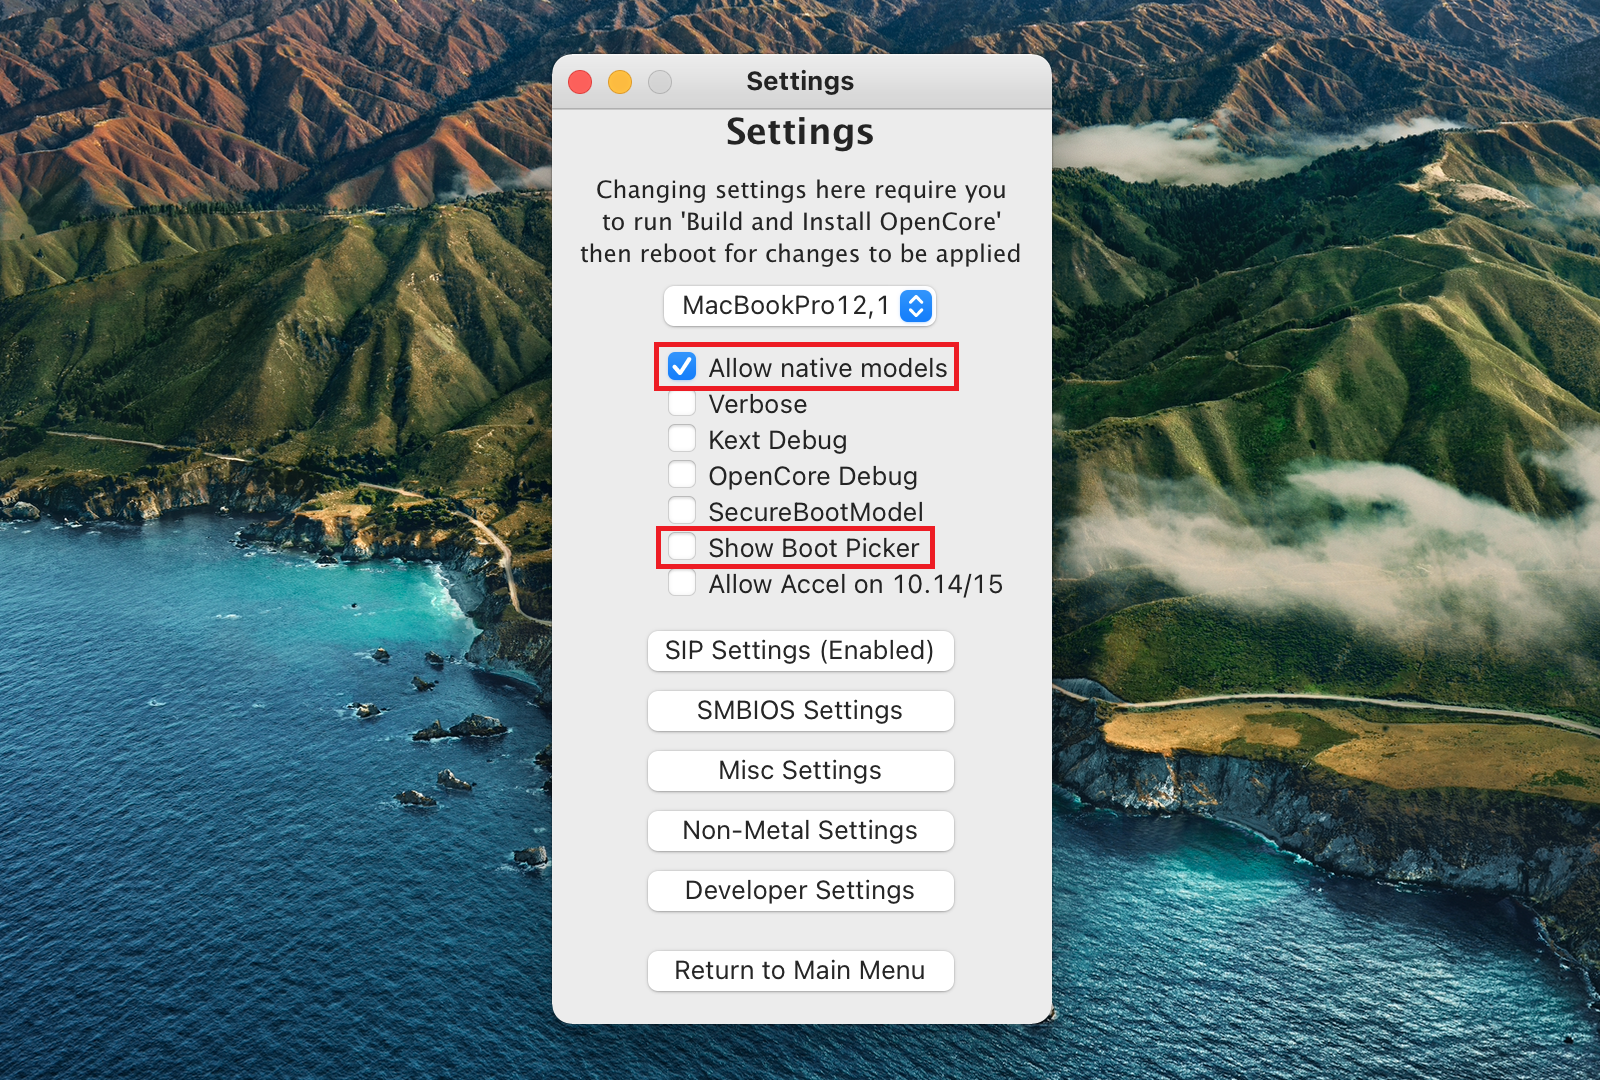 Settings
Settings
Changing settings here require you
to run 'Build and Install OpenCore'
then reboot for changes to be applied
MacBookPro12,1
Allow native models
Verbose
Kext Debug
OpenCore Debug
SecureBootModel
Show Boot Picker
Allow Accel on 10.14/15
SIP Settings (Enabled)
SMBIOS Settings
Misc Settings
Non-Metal Settings
Developer Settings
Return to Main Menu